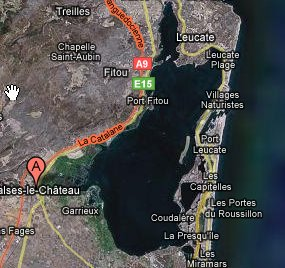 Treilles
Languedocienne
Leucate
Chapelle
Saint-Aubin
Leucate
Plage
Fitou
A9
E15
Villages
Naturistes
Port Fitou
La Catalane
Port
Leucate
A
alses-le-Château
Les
Capitelles
Garrieux
Les Portes
du Roussillon
Coudalère
s Fages
La Presqu'île
Les
Miramars